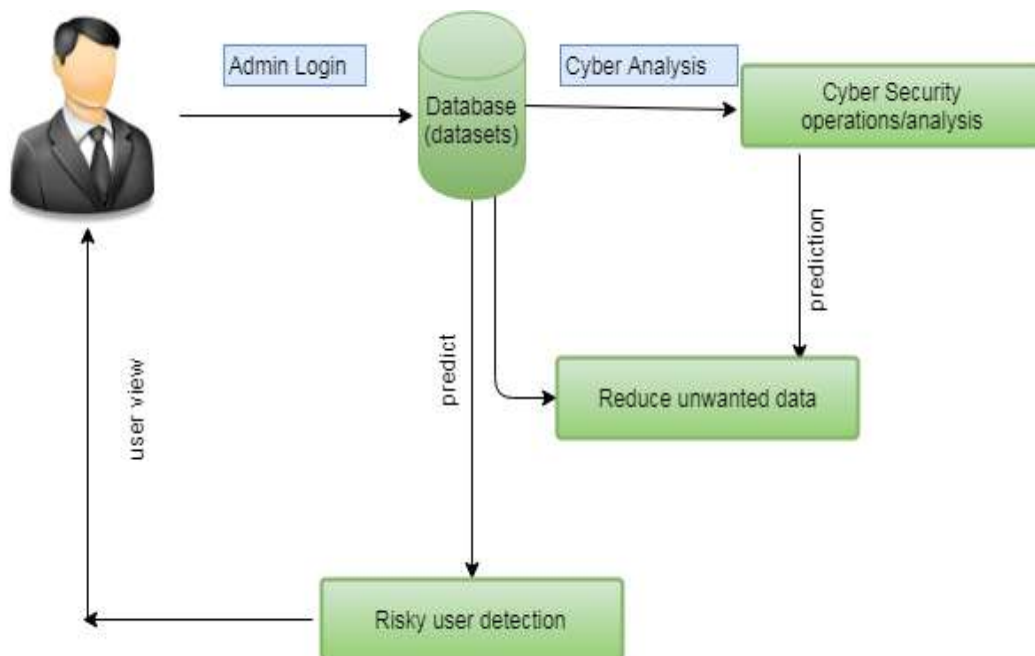 Admin Login
Database
(datasets)
Cyber Analysis
Cyber Security
operations/analysis
prediction
predict
Reduce unwanted data
user view
Risky user detection